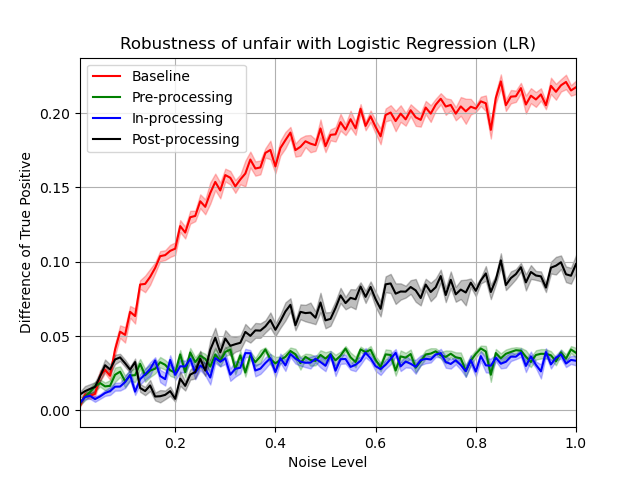 Robustness of unfair with Logistic Regression (LR)
Baseline
Pre-processing
In-processing
Post-processing
Difference of True Positive
0.20
0.15
0.10
0.05
0.00
0.2
0.4
0.6
0.8
1.0
Noise Level